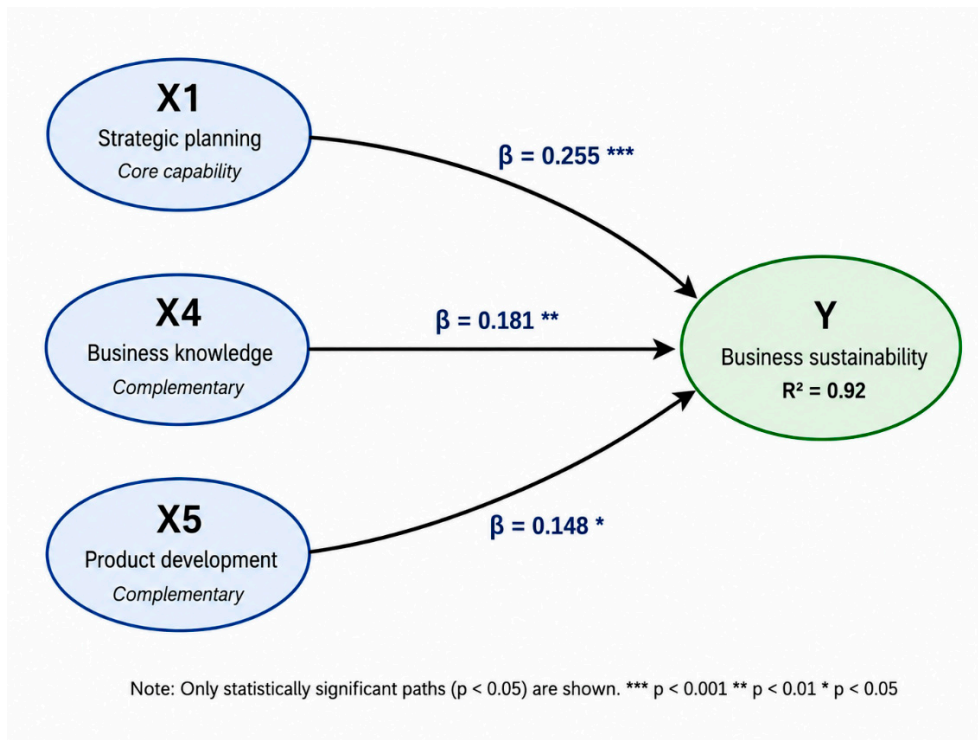 X1
Strategic planning
Core capability
β = 0.255 ***
X4
Business knowledge
Complementary
β = 0.181 **
Y
Business sustainability
R² = 0.92
X5
Product development
Complementary
β = 0.148 *
Note: Only statistically significant paths (p < 0.05) are shown. *** p < 0.001 ** p < 0.01 * p < 0.05